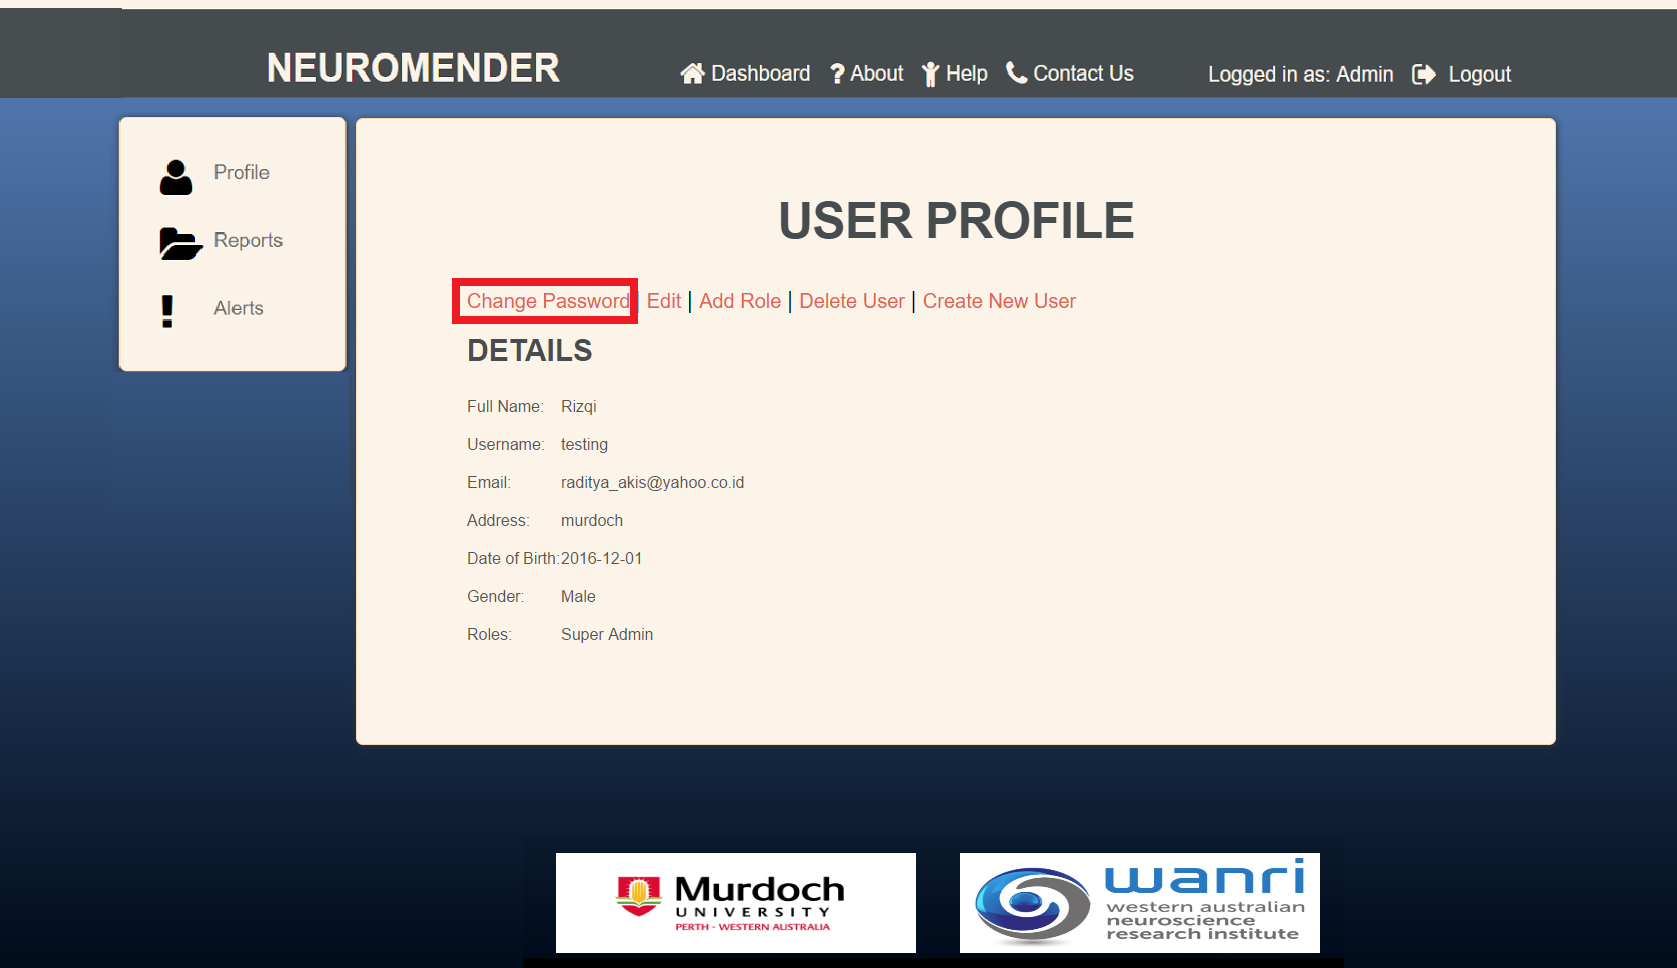 NEUROMENDER
Dashboard ? About Help Contact Us Logged in as: Admin Logout
Profile
Reports
! Alerts
USER PROFILE
Change Password | Edit | Add Role | Delete User | Create New User
DETAILS
Full Name: Rizqi
Username: testing
Email: raditya_akis@yahoo.co.id
Address: murdoch
Date of Birth:2016-12-01
Gender: Male
Roles: Super Admin
Murdoch
UNIVERSITY
PERTH - WESTERN AUSTRALIA
wanri
western australian
neuroscience
research institute